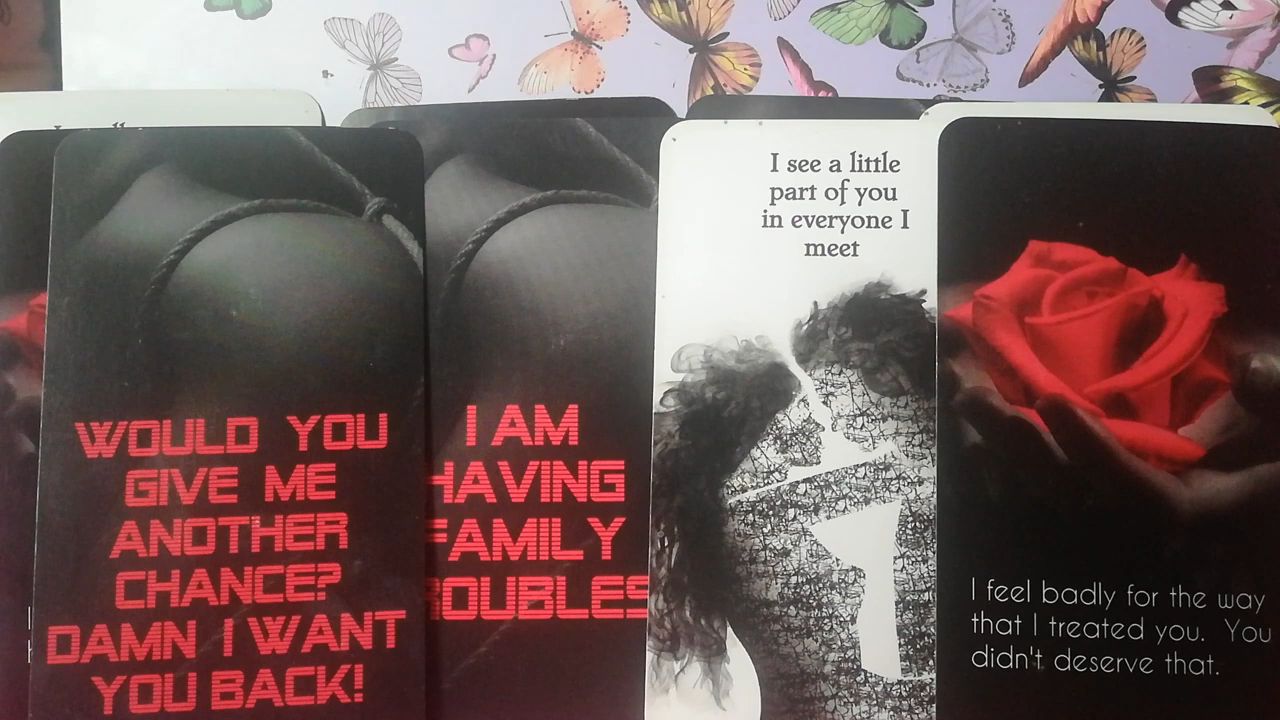 WOULD YOU
GIVE ME
ANOTHER
CHANCE?
DAMN I WANT
YOU BACK!
I AM
HAVING
FAMILY
ROUBLES
I see a little
part of you
in everyone I
meet
I feel badly for the way
that I treated you. You
didn't deserve that.